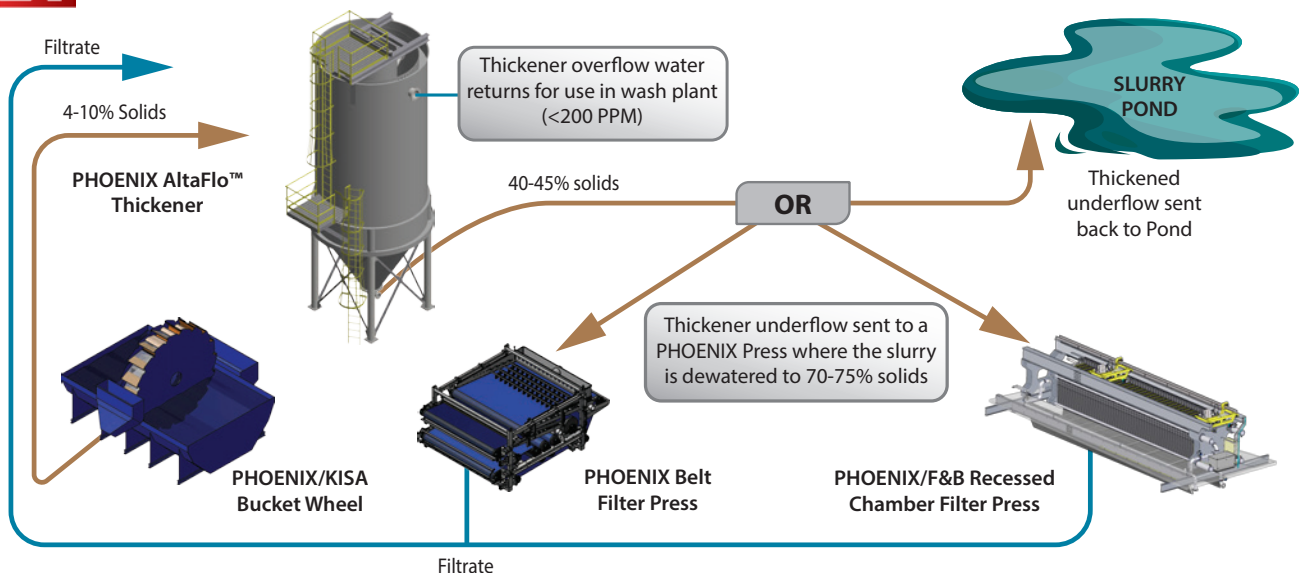 Filtrate
4-10% Solids
PHOENIX AltaFlo™
Thickener
Thickener overflow water
returns for use in wash plant
(<200 PPM)
40-45% solids
OR
SLURRY
POND
Thickened
underflow sent
back to Pond
Thickener underflow sent to a
PHOENIX Press where the slurry
is dewatered to 70-75% solids
PHOENIX/KISA
Bucket Wheel
PHOENIX Belt
Filter Press
PHOENIX/F&B Recessed
Chamber Filter Press
Filtrate